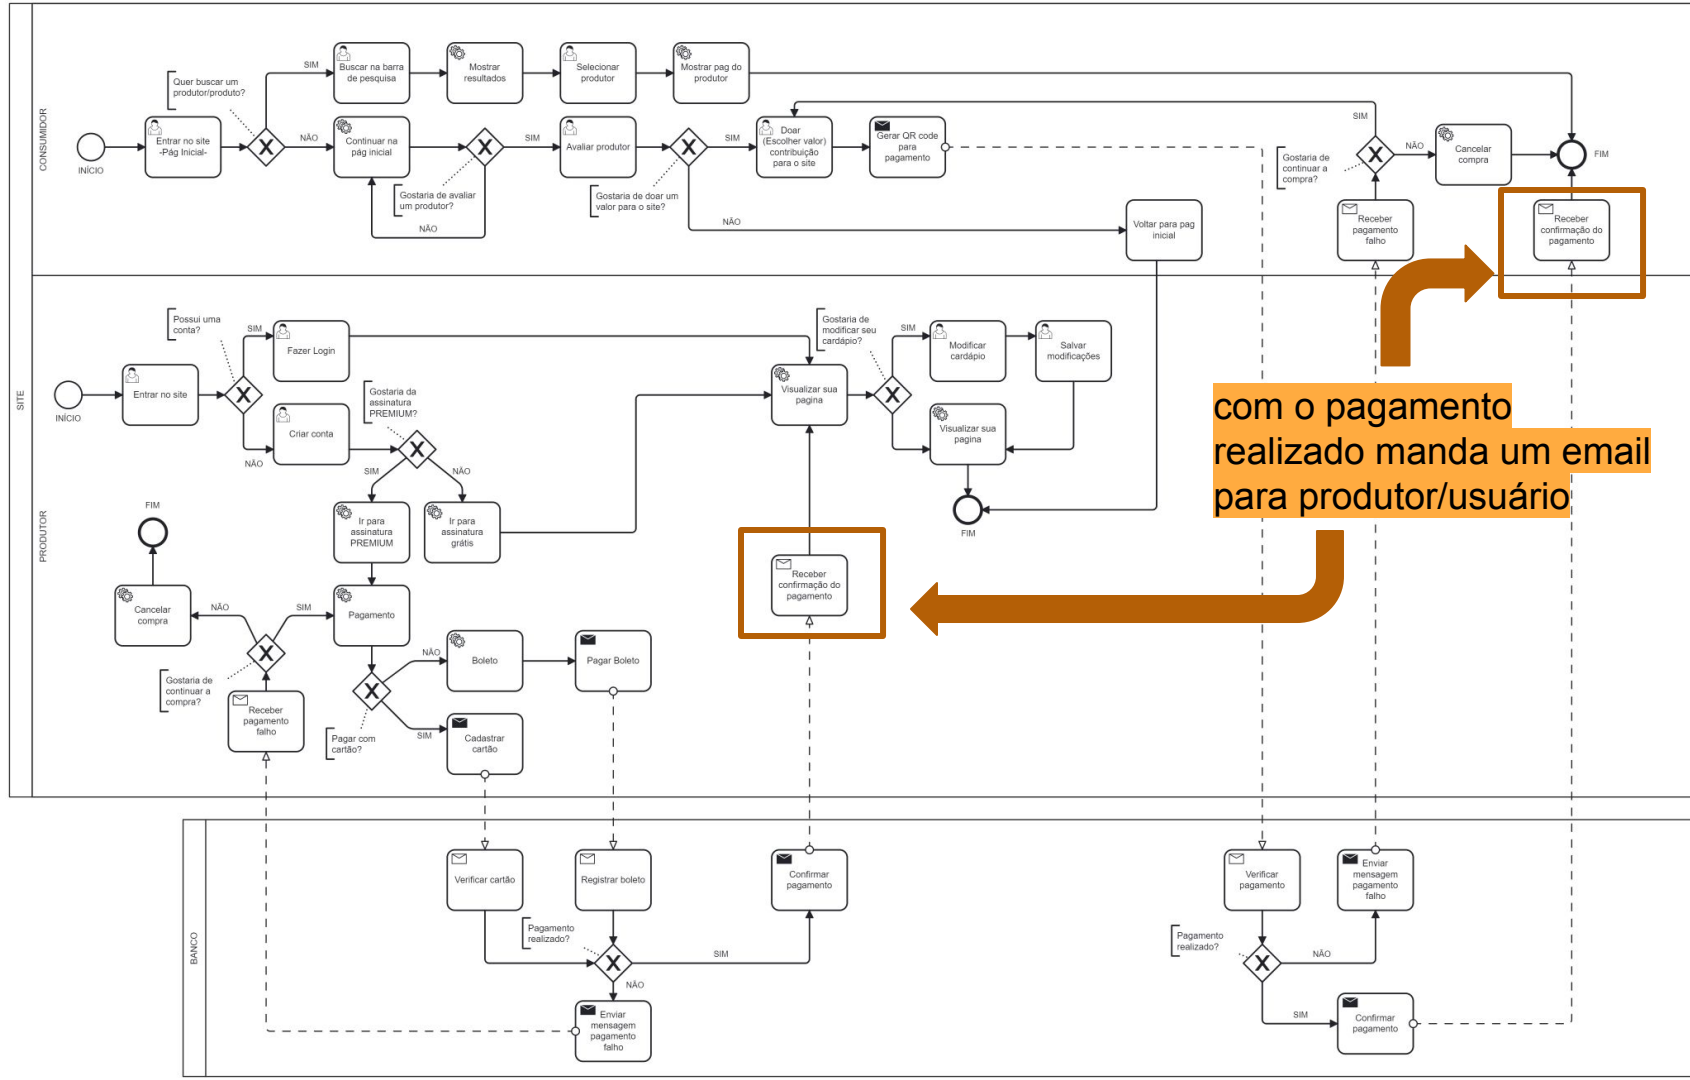 SITE
CONSUMIDOR
INÍCIO
Entrar no site
-Pág Inicial-
Quer buscar um
produtor/produto?
SIM
Buscar na barra
de pesquisa
Mostrar
resultados
Selecionar
produtor
Mostrar pag do
produtor
NÃO
Continuar na
pág inicial
Gostaria de avaliar
um produtor?
NÃO
SIM
Avaliar produtor
Gostaria de doar um
valor para o site?
SIM
Doar
(Escolher valor)
contribuição
para o site
Gerar QR code
para
pagamento
NÃO
Voltar para pag
inicial
Gostaria de
continuar a
compra?
SIM
NÃO
Cancelar
compra
FIM
Receber
pagamento
falho
Receber
confirmação do
pagamento
PRODUTOR
INÍCIO
Entrar no site
Possui uma
conta?
SIM
Fazer Login
NÃO
Criar conta
Gostaria da
assinatura
PREMIUM?
SIM
NÃO
Ir para
assinatura
PREMIUM
Ir para
assinatura
grátis
Visualizar sua
pagina
Gostaria de
modificar seu
cardápio?
SIM
Modificar
cardápio
Salvar
modificações
NÃO
Visualizar sua
pagina
FIM
com o pagamento
realizado manda um email
para produtor/usuário
FIM
Cancelar
compra
NÃO
SIM
Pagamento
Gostaria de
continuar a
compra?
Receber
pagamento
falho
Pagar com
cartão?
NÃO
Boleto
Pagar Boleto
SIM
Cadastrar
cartão
Receber
confirmação do
pagamento
BANCO
Verificar cartão
Registrar boleto
Confirmar
pagamento
Pagamento
realizado?
SIM
NÃO
Enviar
mensagem
pagamento
falho
Verificar
pagamento
Enviar
mensagem
pagamento
falho
Pagamento
realizado?
NÃO
SIM
Confirmar
pagamento